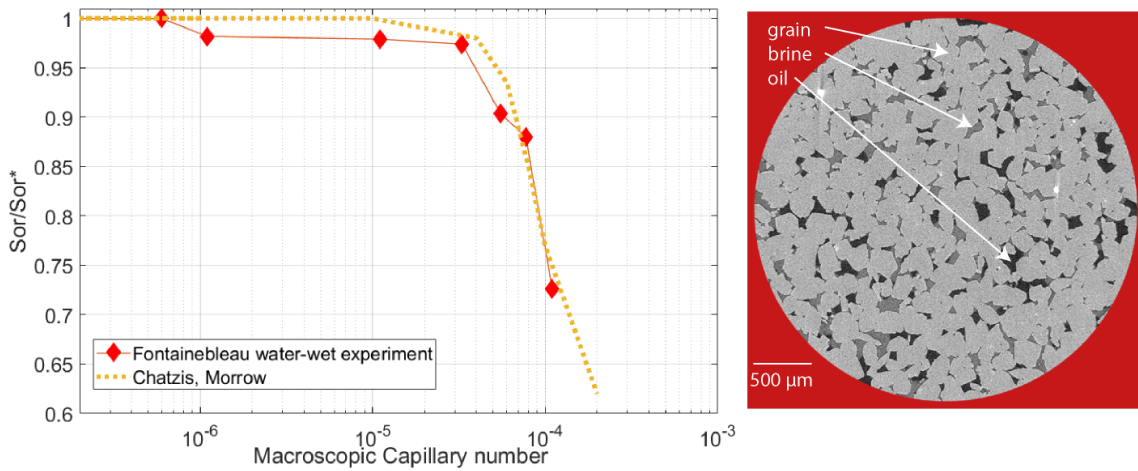 1
0.95
0.9
0.85
0.8
0.75
0.7
0.65
0.6
Sor/Sor*
Fontainebleau water-wet experiment
Chatzis, Morrow
10^-6
10^-5
10^-4
10^-3
Macroscopic Capillary number
grain
brine
oil
500 µm